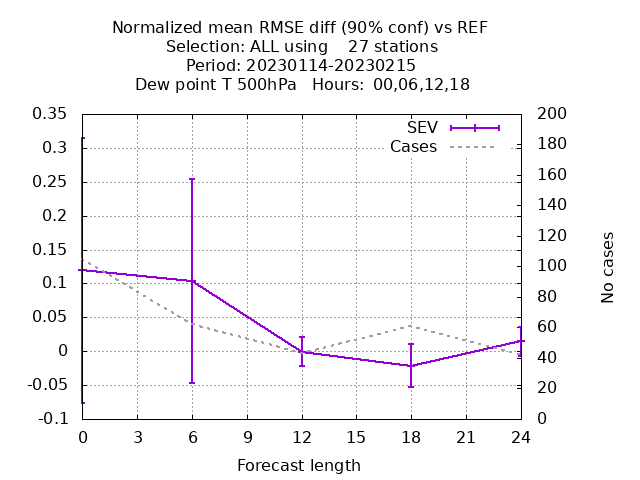 Normalized mean RMSE diff (90% conf) vs REF
Selection: ALL using    27 stations
Period: 20230114-20230215
Dew point T 500hPa   Hours:  00,06,12,18
SEV
Cases
0.35
0.3
0.25
0.2
0.15
0.1
0.05
0
-0.05
-0.1
200
180
160
140
120
100
80
60
40
20
0
No cases
0 3 6 9 12 15 18 21 24
Forecast length